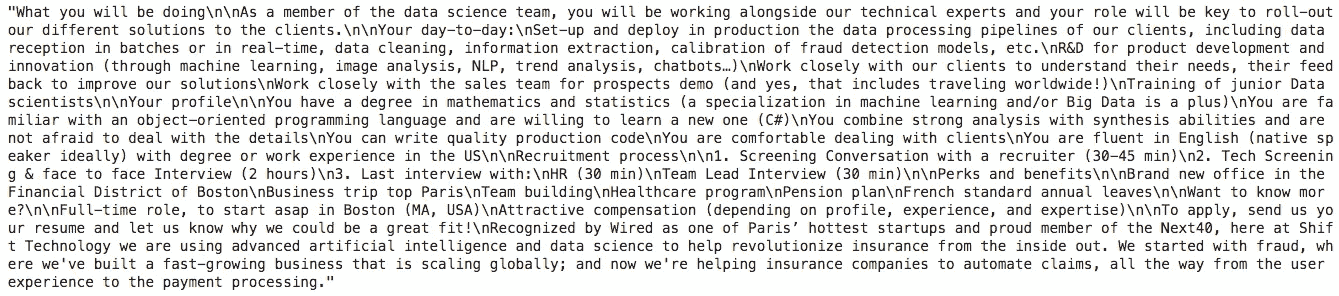 "What you will be doing\n\nAs a member of the data science team, you will be working alongside our technical experts and your role will be key to roll-out
our different solutions to the clients.\n\nYour day-to-day:\nSet-up and deploy in production the data processing pipelines of our clients, including data
reception in batches or in real-time, data cleaning, information extraction, calibration of fraud detection models, etc.\nR&D for product development and
innovation (through machine learning, image analysis, NLP, trend analysis, chatbots…)\nWork closely with our clients to understand their needs, their feed
back to improve our solutions\nWork closely with the sales team for prospects demo (and yes, that includes traveling worldwide!)\nTraining of junior Data
scientists\n\nYour profile\n\nYou have a degree in mathematics and statistics (a specialization in machine learning and/or Big Data is a plus)\nYou are fa
miliar with an object-oriented programming language and are willing to learn a new one (C#)\nYou combine strong analysis with synthesis abilities and are
not afraid to deal with the details\nYou can write quality production code\nYou are comfortable dealing with clients\nYou are fluent in English (native sp
eaker ideally) with degree or work experience in the US\n\nRecruitment process\n\n1. Screening Conversation with a recruiter (30-45 min)\n2. Tech Screenin
g & face to face Interview (2 hours)\n3. Last interview with:\nHR (30 min)\nTeam Lead Interview (30 min)\n\nPerks and benefits\n\nBrand new office in the
Financial District of Boston\nBusiness trip top Paris\nTeam building\nHealthcare program\nPension plan\nFrench standard annual leaves\n\nWant to know mor
e?\n\nFull-time role, to start asap in Boston (MA, USA)\nAttractive compensation (depending on profile, experience, and expertise)\n\nTo apply, send us yo
ur resume and let us know why we could be a great fit!\nRecognized by Wired as one of Paris’ hottest startups and proud member of the Next40, here at Shif
t Technology we are using advanced artificial intelligence and data science to help revolutionize insurance from the inside out. We started with fraud, wh
ere we've built a fast-growing business that is scaling globally; and now we're helping insurance companies to automate claims, all the way from the user
experience to the payment processing."